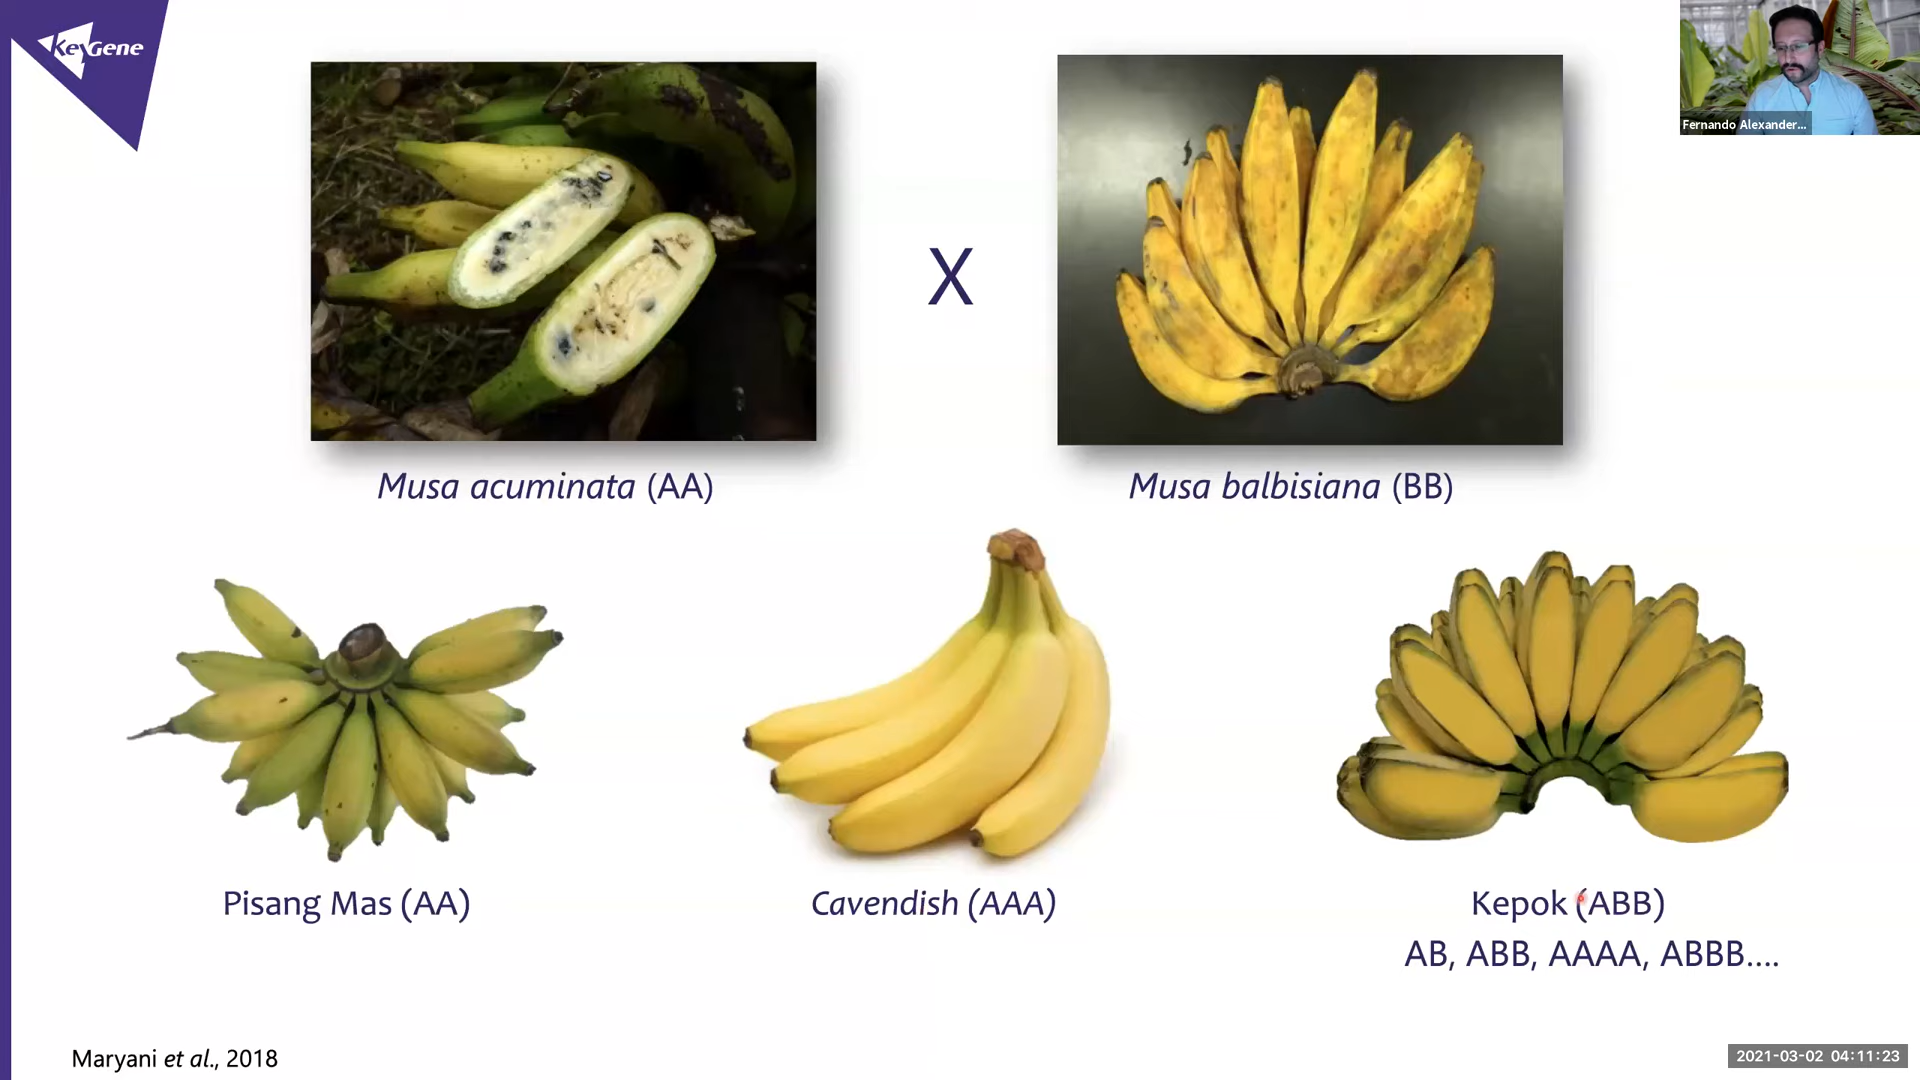 KeyGene
Fernando Alexander...
X
Musa acuminata (AA)
Musa balbisiana (BB)
Pisang Mas (AA)
Cavendish (AAA)
Kepok (ABB)
AB, ABB, AAAA, ABBB....
Maryani et al., 2018
2021-03-02 04:11:23